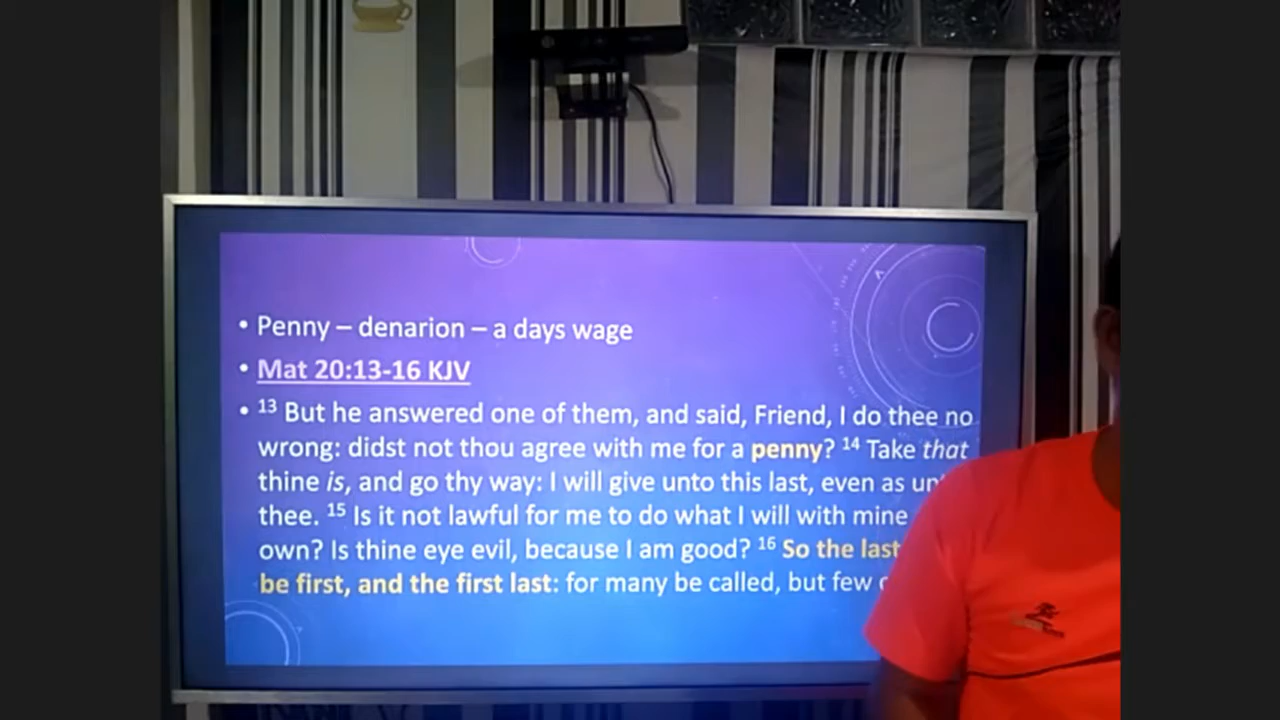 • Penny – denarion – a days wage
• Mat 20:13-16 KJV
• 13 But he answered one of them, and said, Friend, I do thee no
wrong: didst not thou agree with me for a penny? 14 Take that
thine is, and go thy way: I will give unto this last, even as
thee. 15 Is it not lawful for me to do what I will with mine
own? Is thine eye evil, because I am good? 16 So the last
be first, and the first last: for many be called, but few